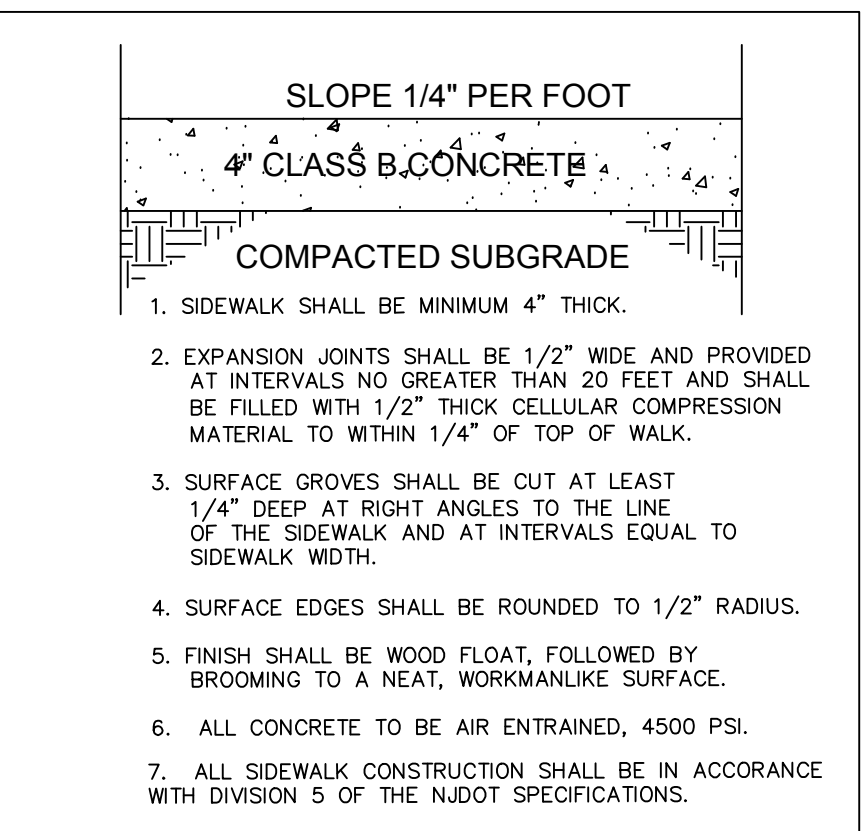 SLOPE 1/4" PER FOOT
4" CLASS B CONCRETE
COMPACTED SUBGRADE
1. SIDEWALK SHALL BE MINIMUM 4" THICK.
2. EXPANSION JOINTS SHALL BE 1/2" WIDE AND PROVIDED
AT INTERVALS NO GREATER THAN 20 FEET AND SHALL
BE FILLED WITH 1/2" THICK CELLULAR COMPRESSION
MATERIAL TO WITHIN 1/4" OF TOP OF WALK.
3. SURFACE GROVES SHALL BE CUT AT LEAST
1/4" DEEP AT RIGHT ANGLES TO THE LINE
OF THE SIDEWALK AND AT INTERVALS EQUAL TO
SIDEWALK WIDTH.
4. SURFACE EDGES SHALL BE ROUNDED TO 1/2" RADIUS.
5. FINISH SHALL BE WOOD FLOAT, FOLLOWED BY
BROOMING TO A NEAT, WORKMANLIKE SURFACE.
6. ALL CONCRETE TO BE AIR ENTRAINED, 4500 PSI.
7. ALL SIDEWALK CONSTRUCTION SHALL BE IN ACCORANCE
WITH DIVISION 5 OF THE NJDOT SPECIFICATIONS.